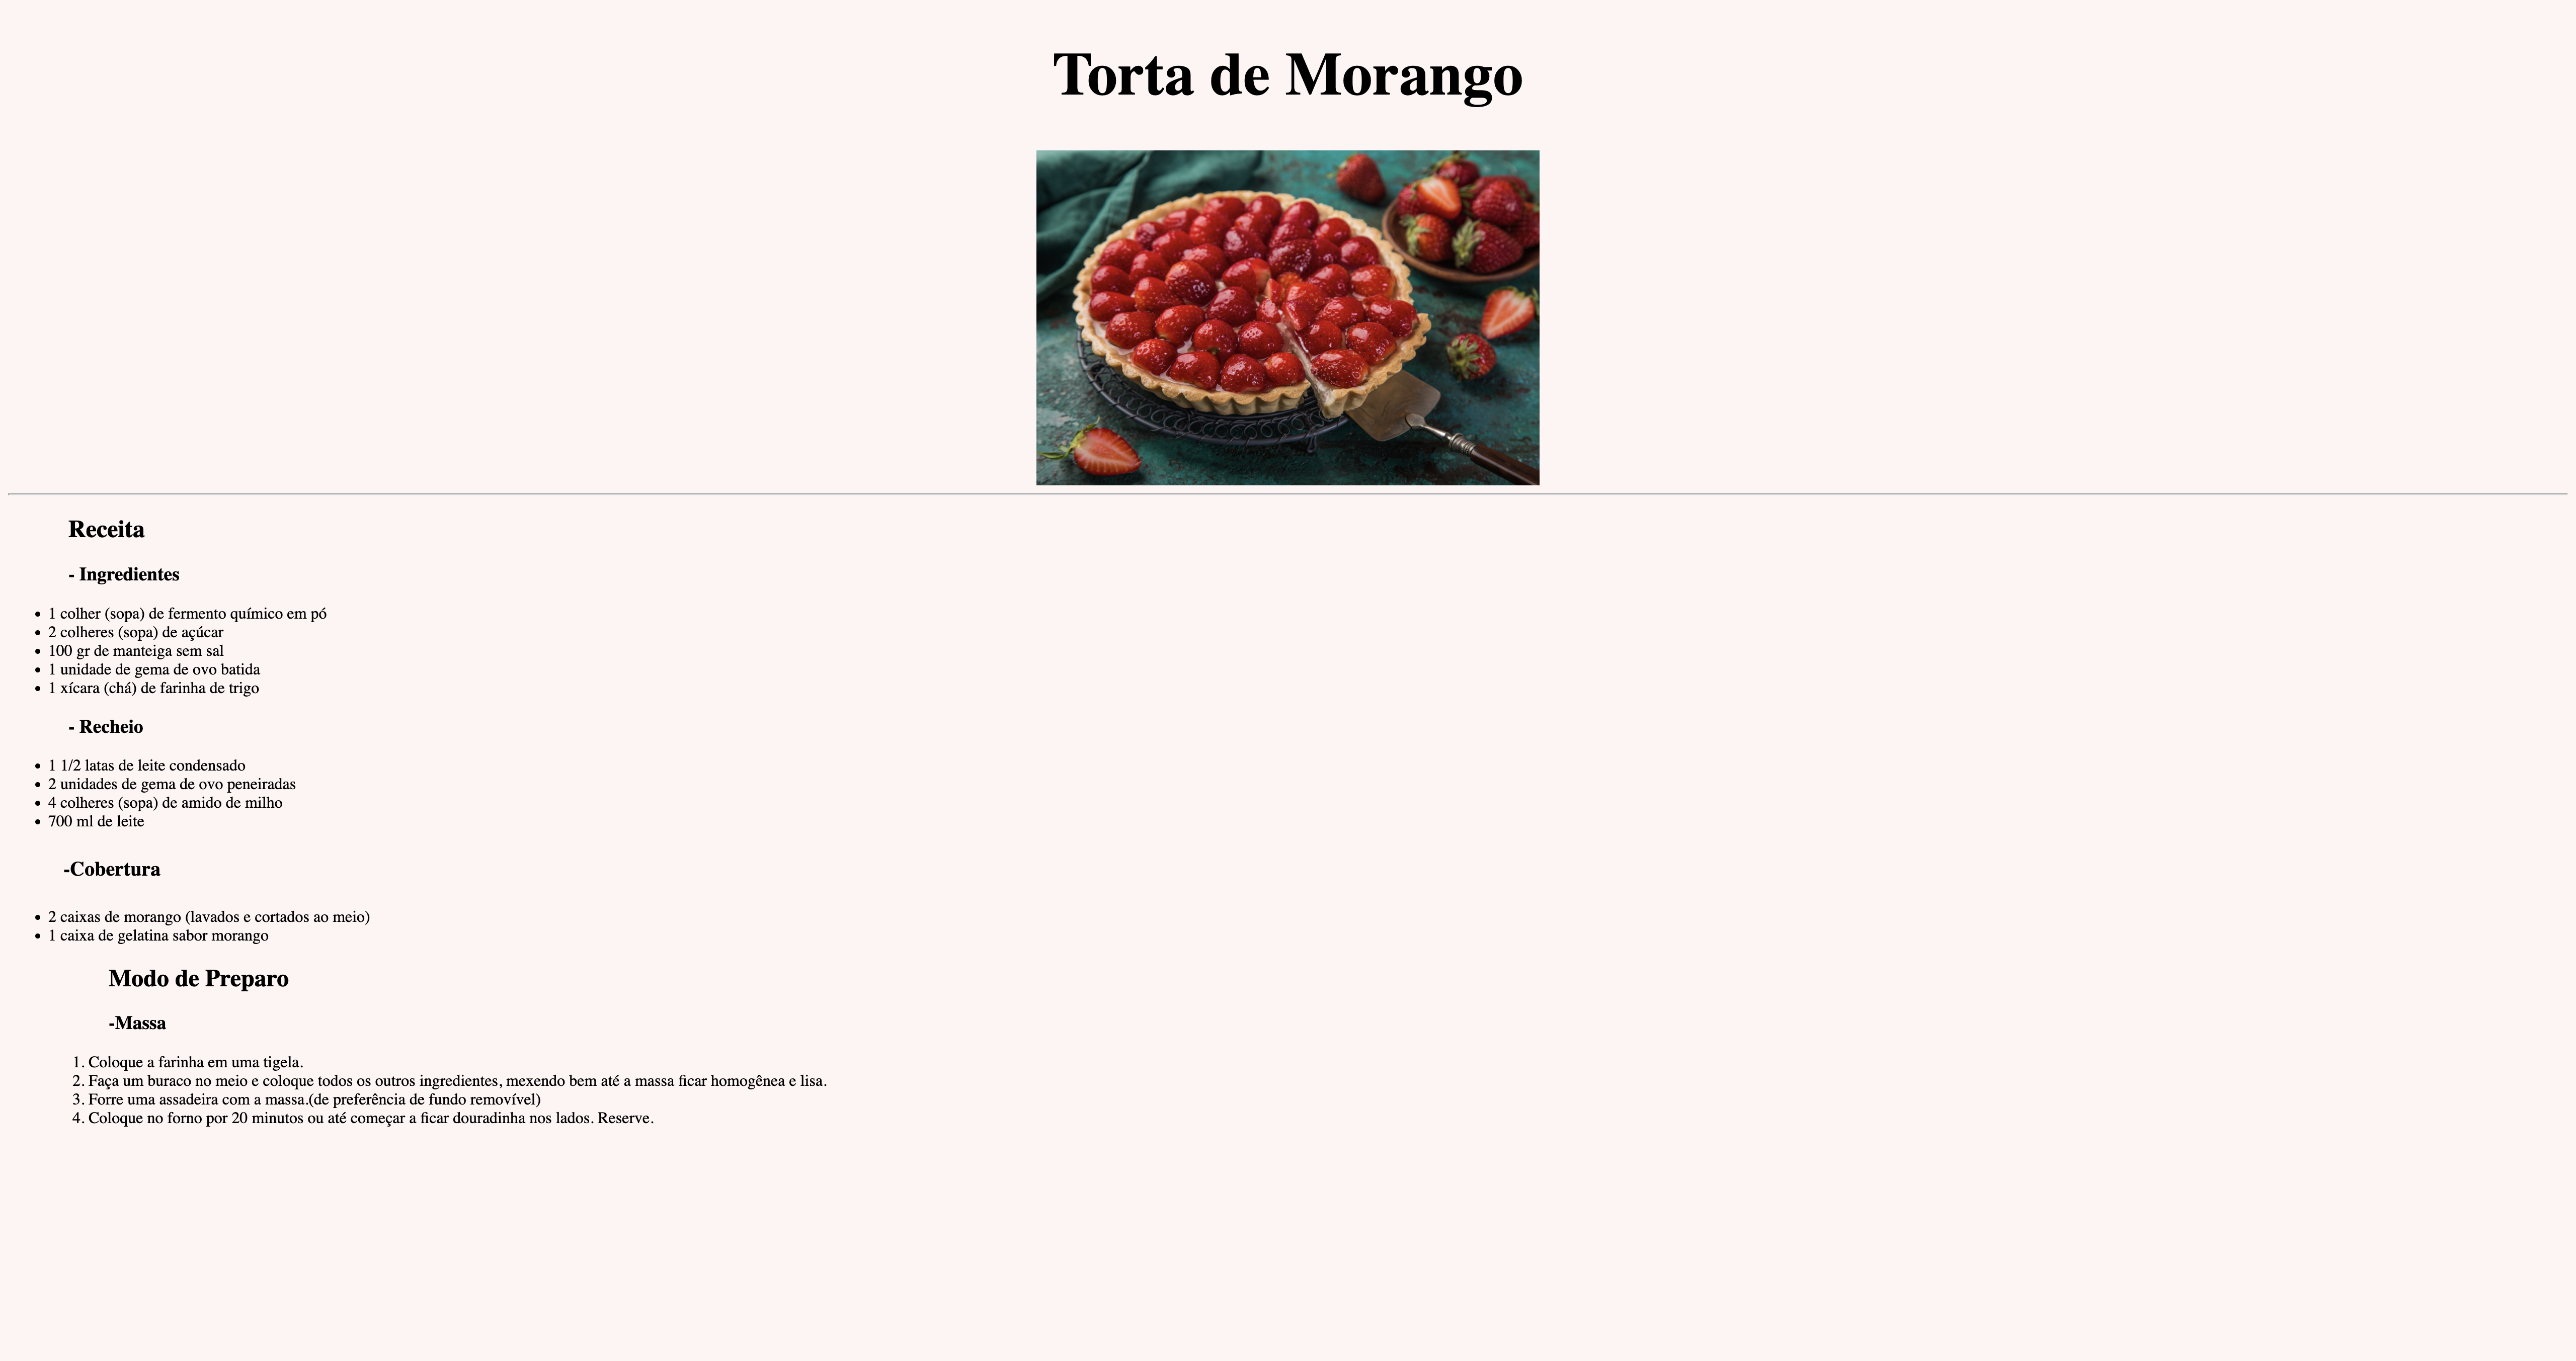 Torta de Morango
Receita
- Ingredientes
• 1 colher (sopa) de fermento químico em pó
• 2 colheres (sopa) de açúcar
• 100 gr de manteiga sem sal
• 1 unidade de gema de ovo batida
• 1 xícara (chá) de farinha de trigo
- Recheio
• 1 1/2 latas de leite condensado
• 2 unidades de gema de ovo peneiradas
• 4 colheres (sopa) de amido de milho
• 700 ml de leite
-Cobertura
• 2 caixas de morango (lavados e cortados ao meio)
• 1 caixa de gelatina sabor morango
Modo de Preparo
-Massa
1. Coloque a farinha em uma tigela.
2. Faça um buraco no meio e coloque todos os outros ingredientes, mexendo bem até a massa ficar homogênea e lisa.
3. Forre uma assadeira com a massa.(de preferência de fundo removível)
4. Coloque no forno por 20 minutos ou até começar a ficar douradinha nos lados. Reserve.